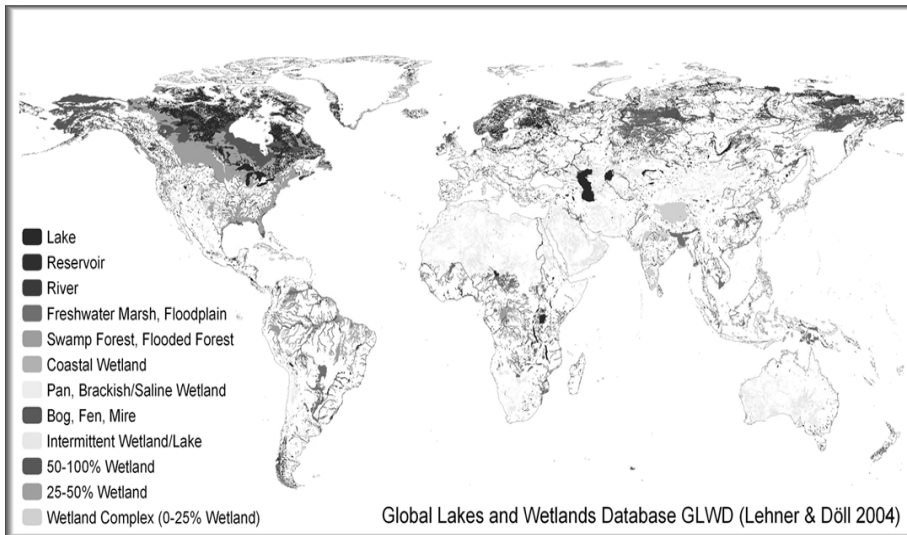 Lake
Reservoir
River
Freshwater Marsh, Floodplain
Swamp Forest, Flooded Forest
Coastal Wetland
Pan, Brackish/Saline Wetland
Bog, Fen, Mire
Intermittent Wetland/Lake
50-100% Wetland
25-50% Wetland
Wetland Complex (0-25% Wetland)
Global Lakes and Wetlands Database GLWD (Lehner & Döll 2004)